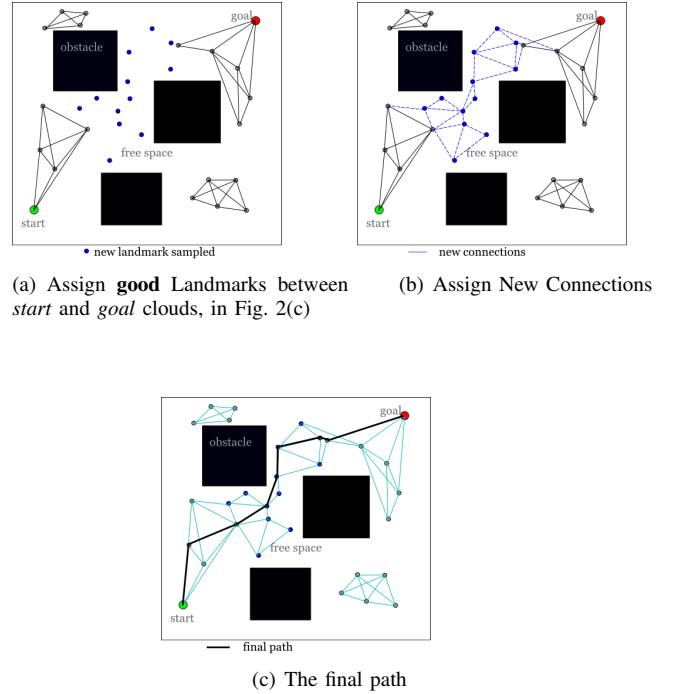 goal
obstacle
free space
start
new landmark sampled
(a) Assign good Landmarks between
start and goal clouds, in Fig. 2(c)
goal
obstacle
free space
start
new connections
(b) Assign New Connections
goal
obstacle
free space
start
final path
(c) The final path